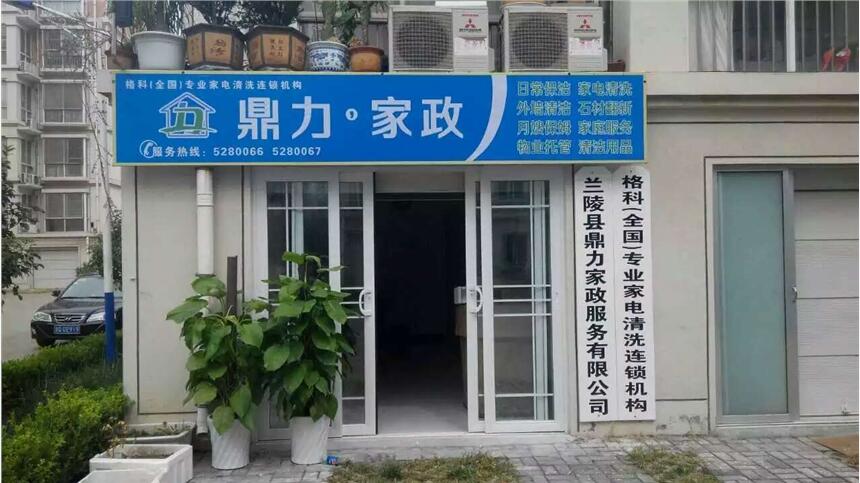 格科(全国)专业家电清洗连锁机构
鼎力·家政
服务热线：5280066 5280067
日常保洁 家电清洗
外墙清洁 石材翻新
月嫂保姆 家庭服务
物业托管 清洁用品
兰陵县鼎力家政服务有限公司
格科(全国)专业家电清洗连锁机构